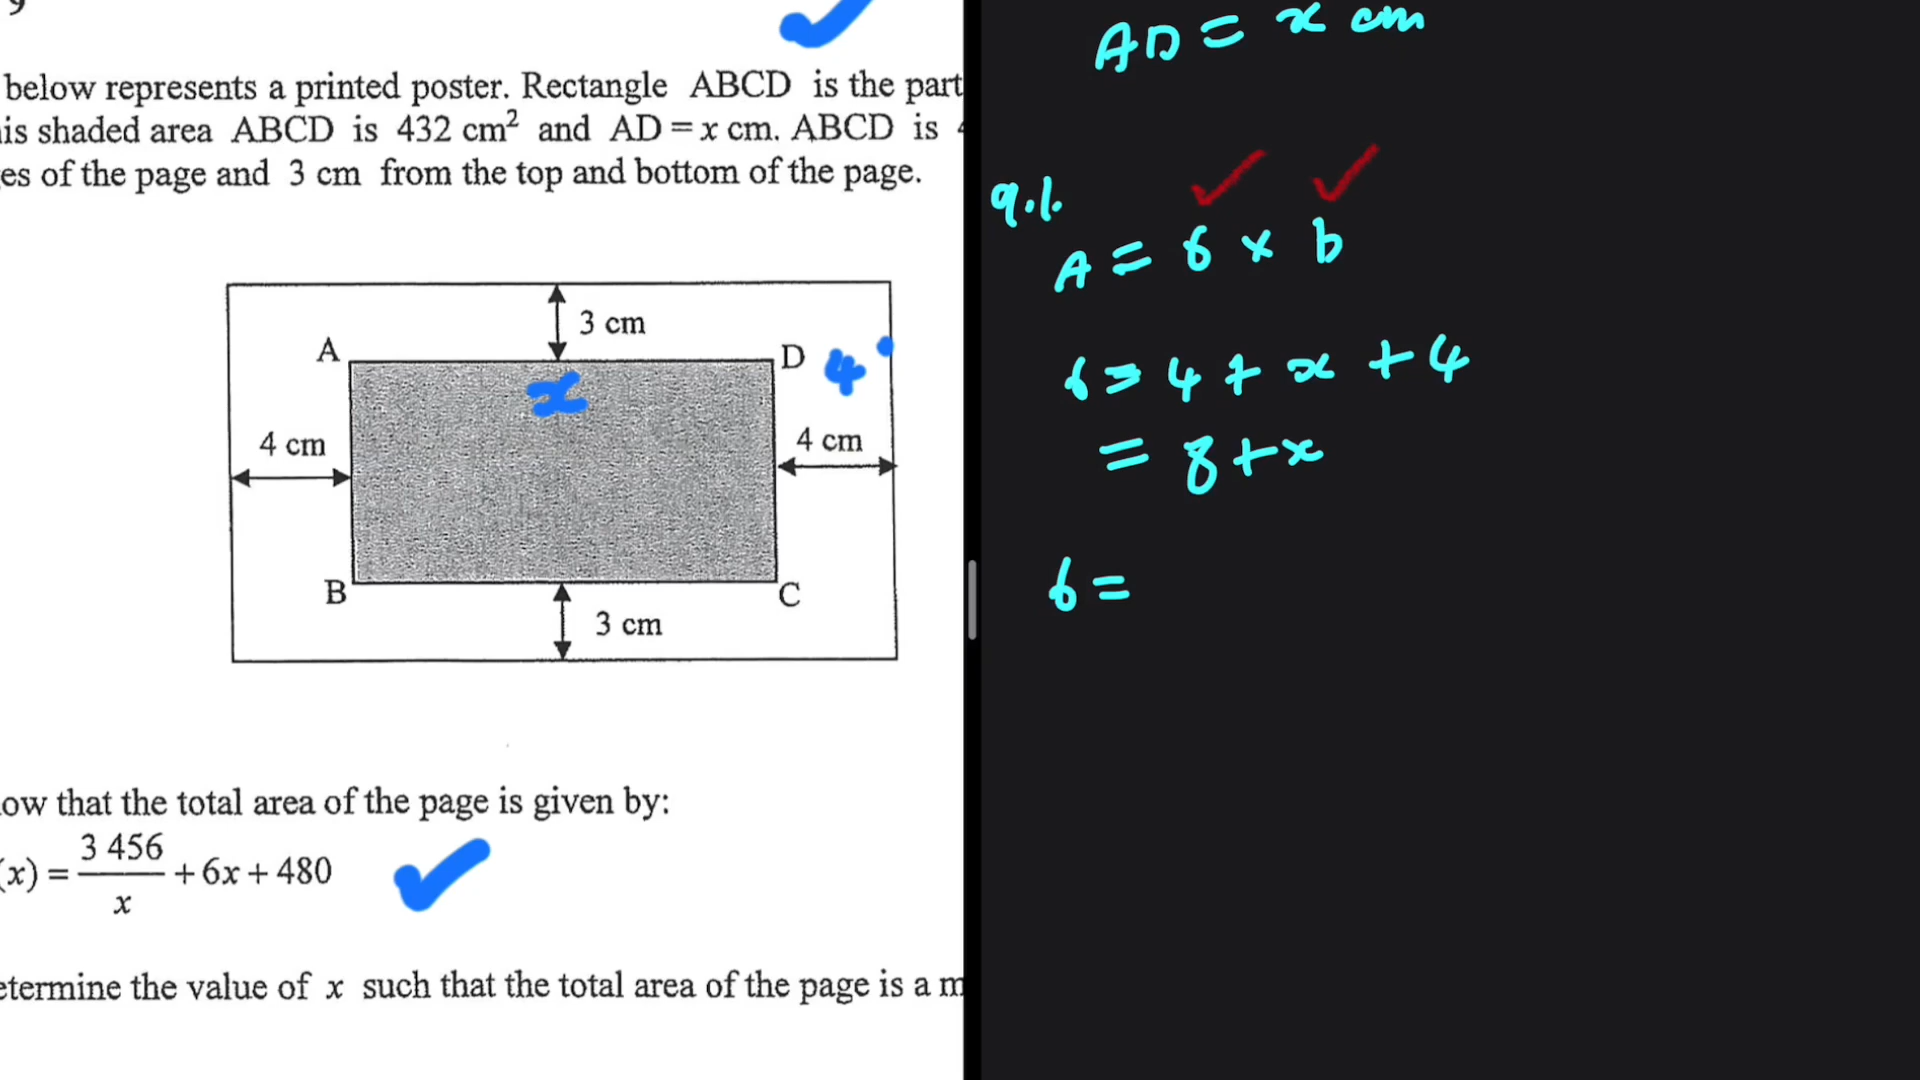 below represents a printed poster. Rectangle ABCD is the part
is shaded area ABCD is 432 cm² and AD = x cm. ABCD is
es of the page and 3 cm from the top and bottom of the page.
3 cm
A
D
4
x
4 cm
4 cm
B
C
3 cm
ow that the total area of the page is given by:
(x) = 3 456/x + 6x + 480
etermine the value of x such that the total area of the page is a m
AD = x cm
9.1.
A = 6 × b
6 = 4 + x + 4
= 8 + x
6 =